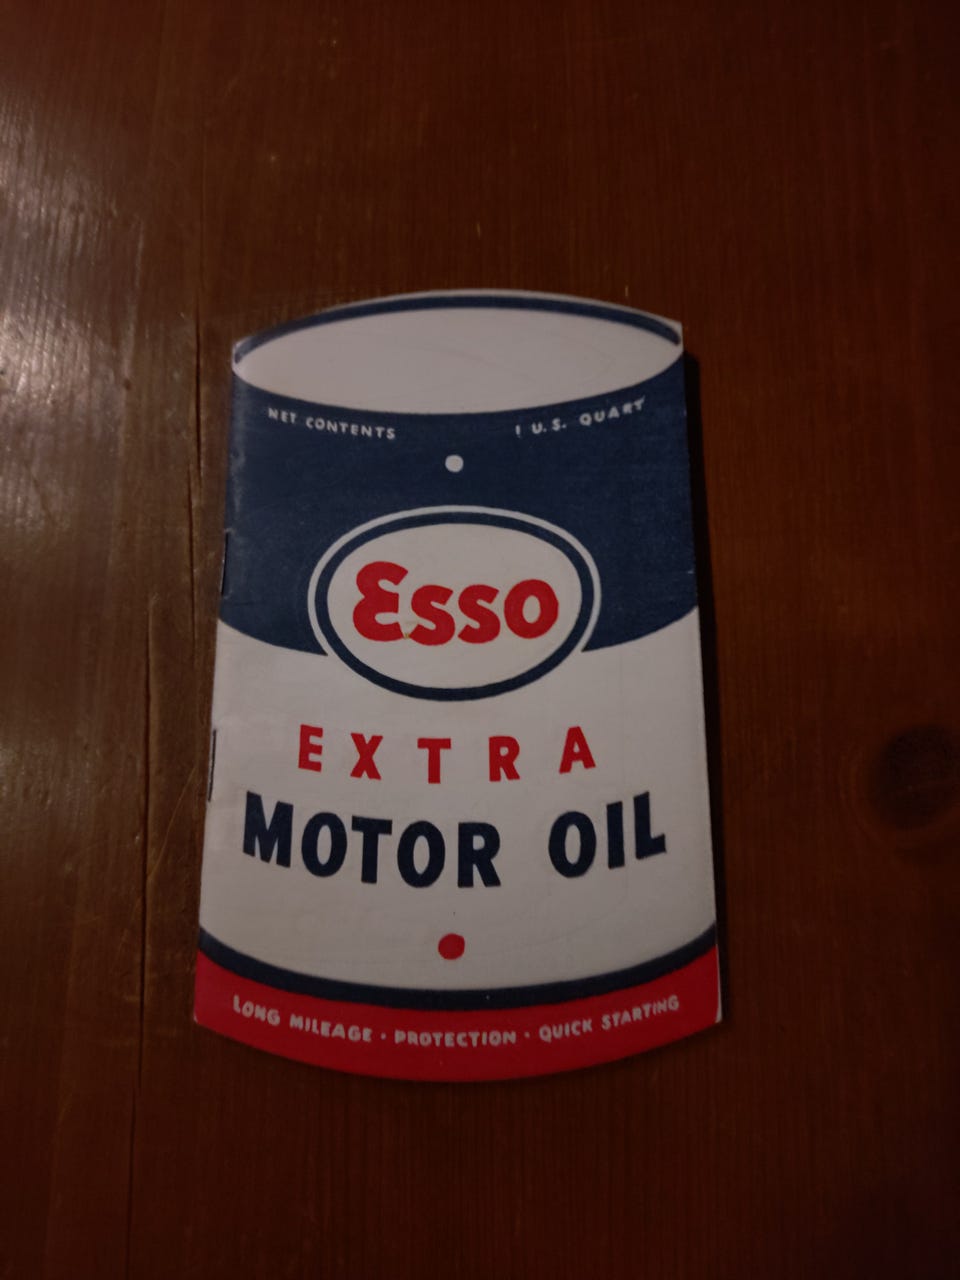 NET CONTENTS 1 U.S. QUART
Esso
EXTRA
MOTOR OIL
LONG MILEAGE · PROTECTION · QUICK STARTING